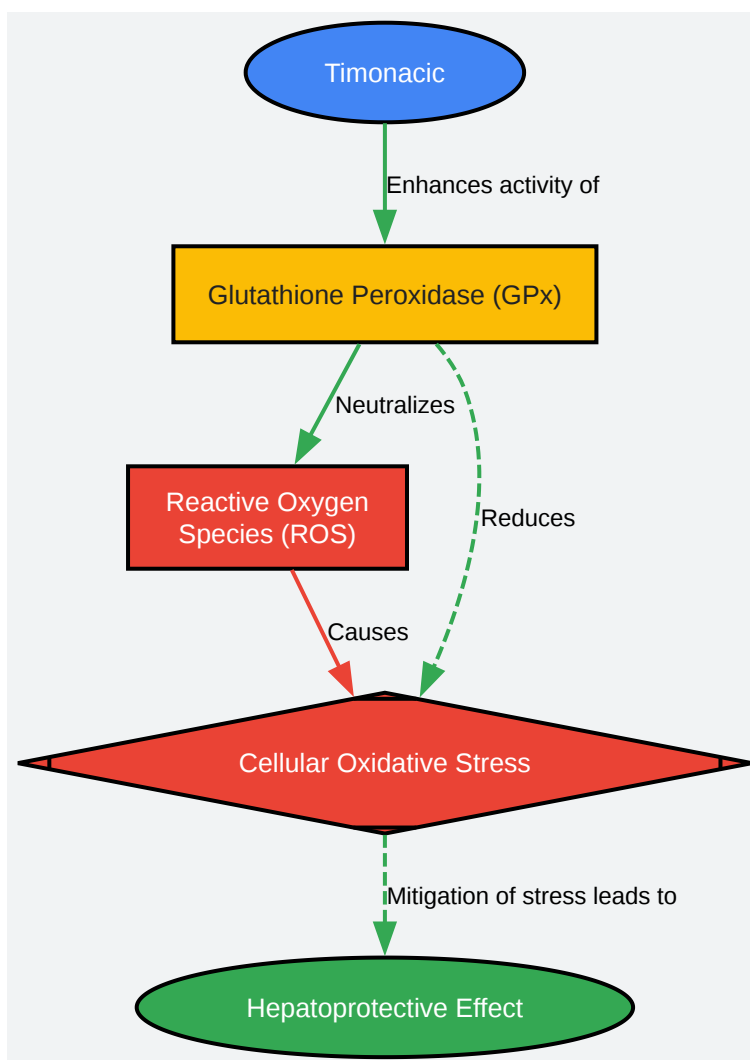 Timonacic
Enhances activity of
Glutathione Peroxidase (GPx)
Neutralizes
Reactive Oxygen
Species (ROS)
Reduces
Causes
Cellular Oxidative Stress
Mitigation of stress leads to
Hepatoprotective Effect